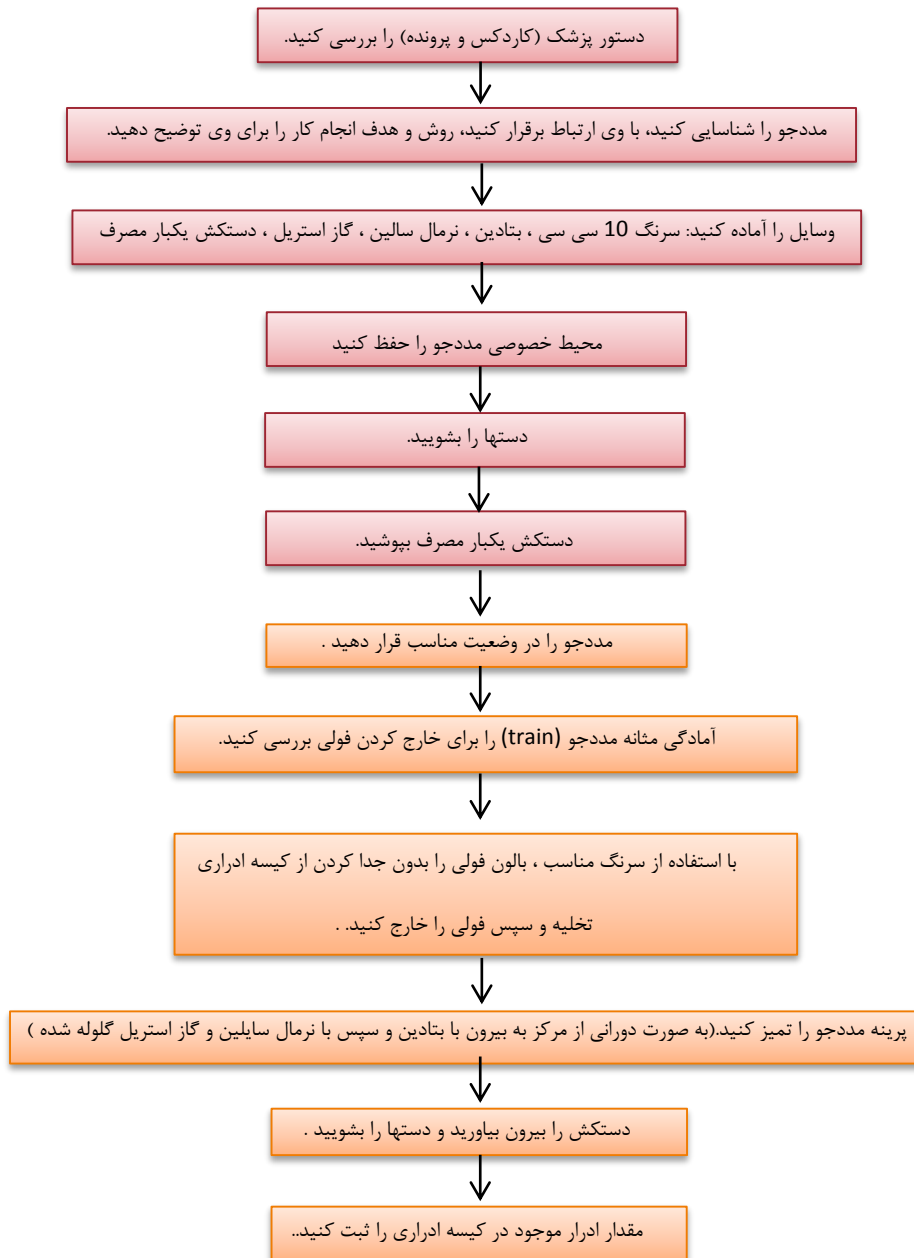 دستور پزشک (کاردکس و پرونده) را بررسی کنید.
مددجو را شناسایی کنید، با وی ارتباط برقرار کنید، روش و هدف انجام کار را برای وی توضیح دهید.
وسایل را آماده کنید: سرنگ 10 سی سی ، بتادین ، نرمال سالین ، گاز استریل ، دستکش یکبار مصرف
محیط خصوصی مددجو را حفظ کنید
دستها را بشویید.
دستکش یکبار مصرف بپوشید.
مددجو را در وضعیت مناسب قرار دهید .
آمادگی مثانه مددجو (train) را برای خارج کردن فولی بررسی کنید.
با استفاده از سرنگ مناسب ، بالون فولی را بدون جدا کردن از کیسه ادراری
تخلیه و سپس فولی را خارج کنید. .
پرینه مددجو را تمیز کنید.(به صورت دورانی از مرکز به بیرون با بتادین و سپس با نرمال سایلین و گاز استریل گلوله شده )
دستکش را بیرون بیاورید و دستها را بشویید .
مقدار ادرار موجود در کیسه ادراری را ثبت کنید..